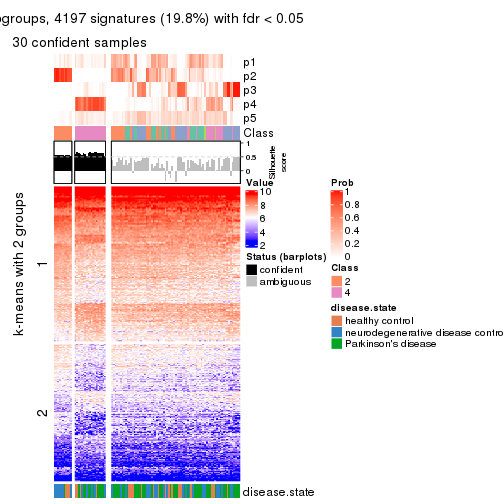 ogroups, 4197 signatures (19.8%) with fdr < 0.05
30 confident samples
p1
p2
p3
p4
p5
Class
1
0.5
0
Silhouette
score
k-means with 2 groups
1
2
Value
10
8
6
4
2
Status (barplots)
confident
ambiguous
Prob
1
0.8
0.6
0.4
0.2
0
Class
2
4
disease.state
healthy control
neurodegenerative disease contro
Parkinson's disease
disease.state